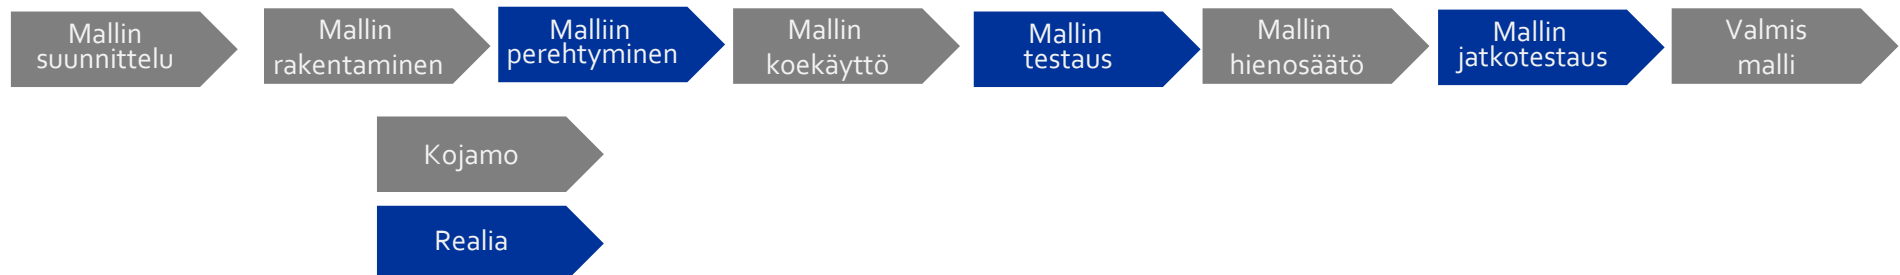 Mallin
suunnittelu
Mallin
rakentaminen
Malliin
perehtyminen
Mallin
koekäyttö
Mallin
testaus
Mallin
hienosäätö
Mallin
jatkotestaus
Valmis
malli
Kojamo
Realia